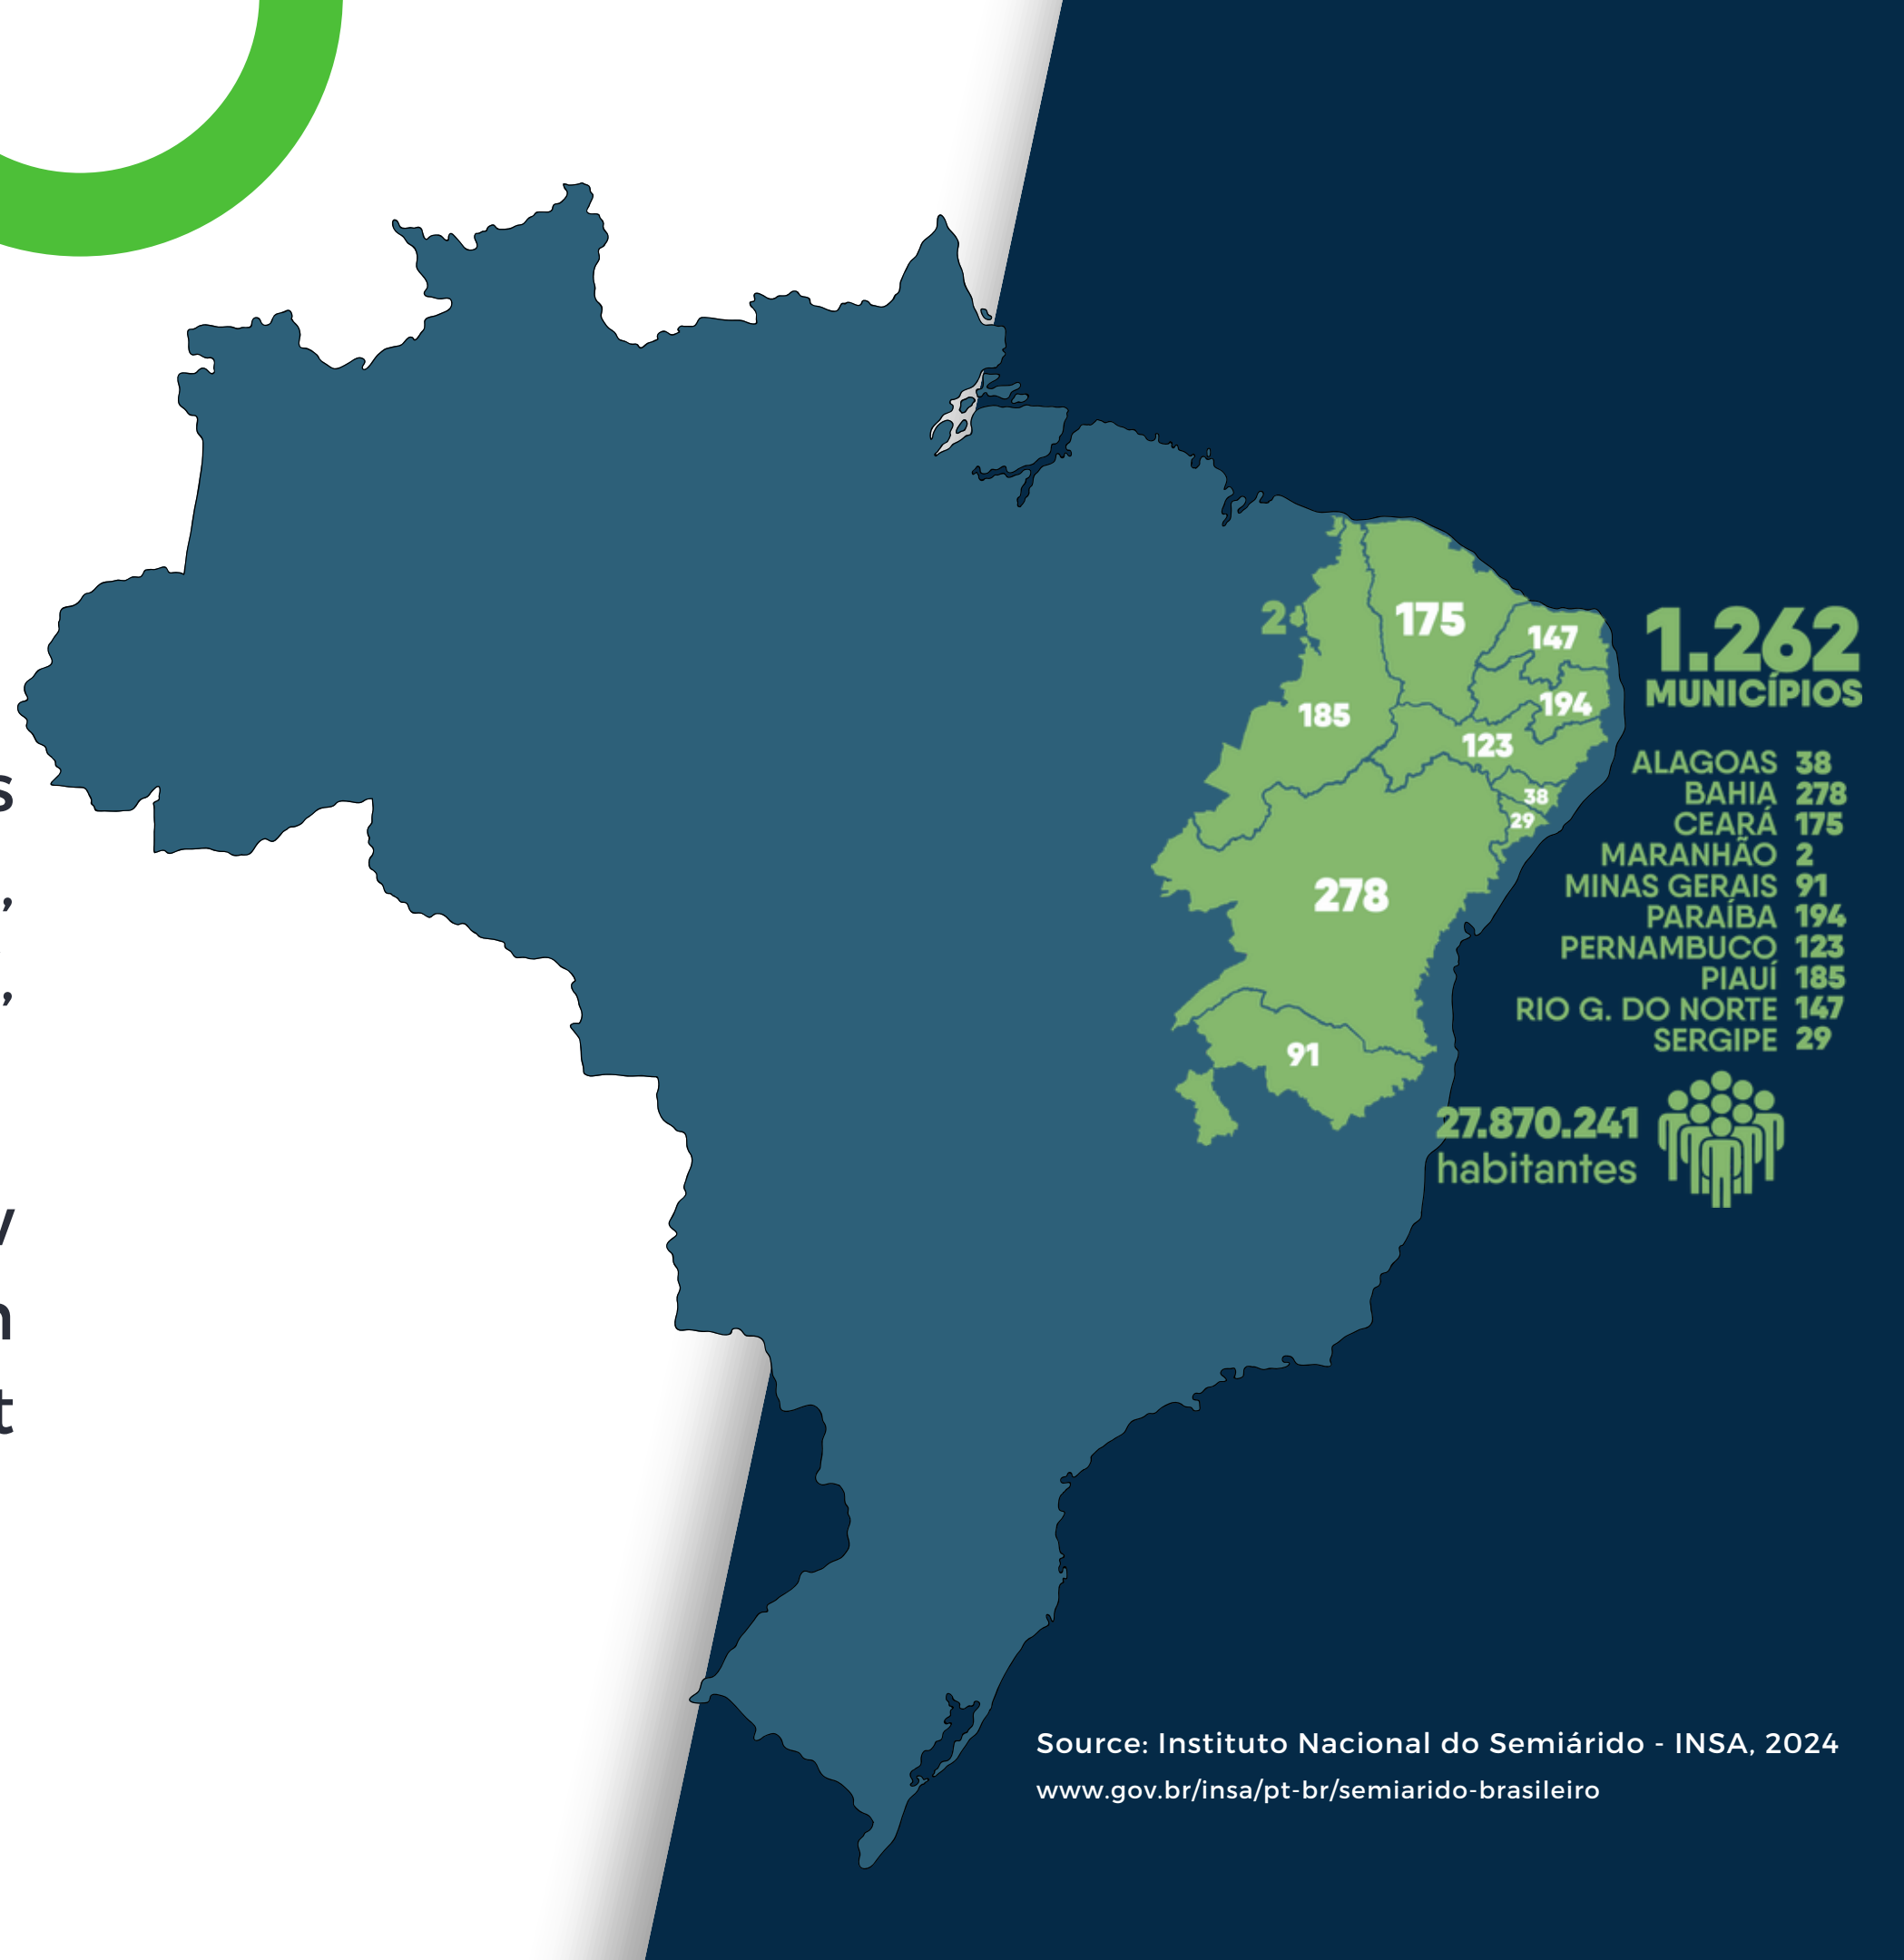 s
,
,
v
n
t
2
175
147
185
194
123
38
29
278
91
1.262
MUNICÍPIOS
ALAGOAS 38
BAHIA 278
CEARÁ 175
MARANHÃO 2
MINAS GERAIS 91
PARAÍBA 194
PERNAMBUCO 123
PIAUÍ 185
RIO G. DO NORTE 147
SERGIPE 29
27.870.241
habitantes
Source: Instituto Nacional do Semiárido - INSA, 2024
www.gov.br/insa/pt-br/semiarido-brasileiro